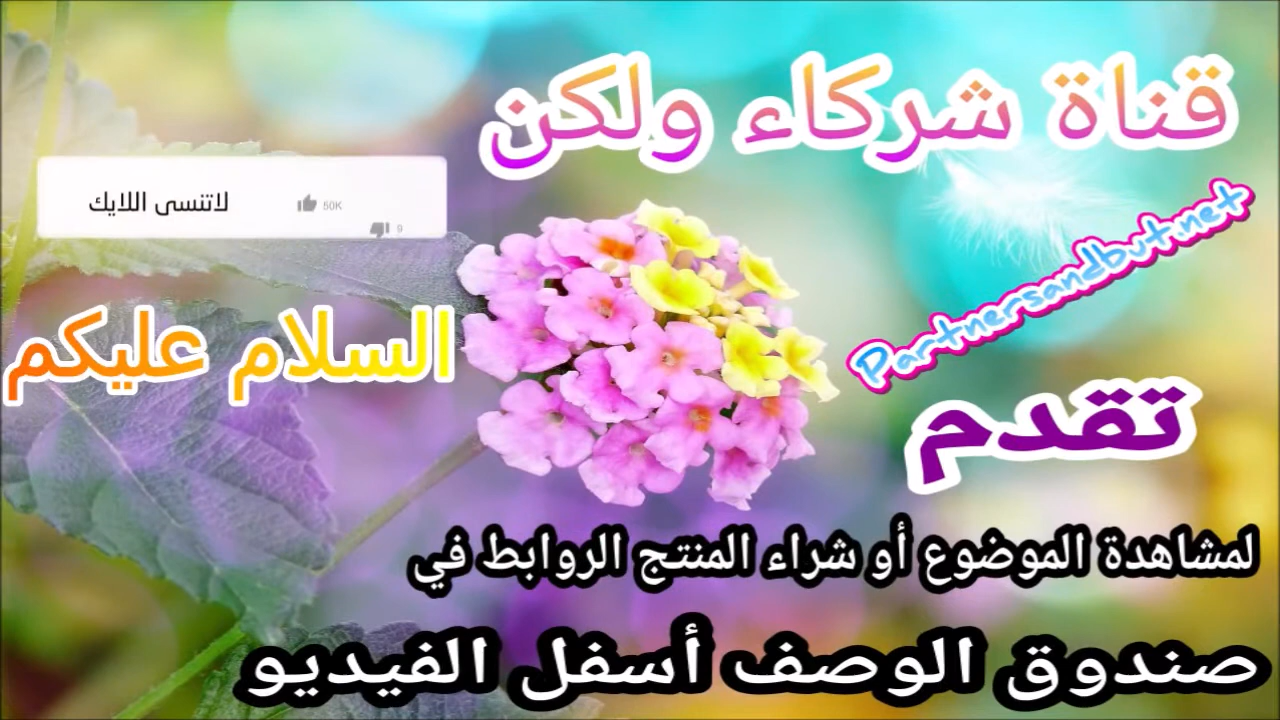 قناة شركاء ولكن
لاتنسى اللايك
50K
9
Partnersandbut.net
السلام عليكم
تقدم
لمشاهدة الموضوع أو شراء المنتج الروابط في
صندوق الوصف أسفل الفيديو